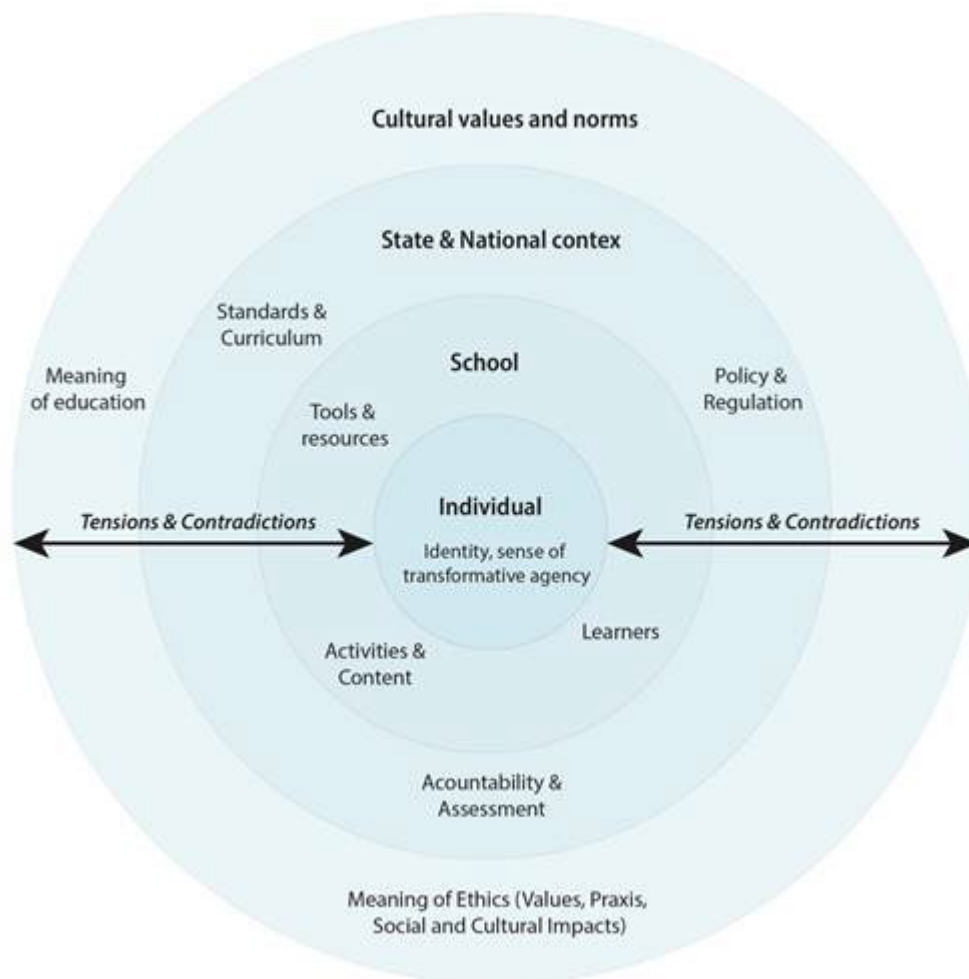 Cultural values and norms
State & National contex
Standards &
Curriculum
School
Meaning
of education
Policy &
Regulation
Tools &
resources
Individual
Tensions & Contradictions
Tensions & Contradictions
Identity, sense of
transformative agency
Learners
Activities &
Content
Acountability &
Assessment
Meaning of Ethics (Values, Praxis,
Social and Cultural Impacts)